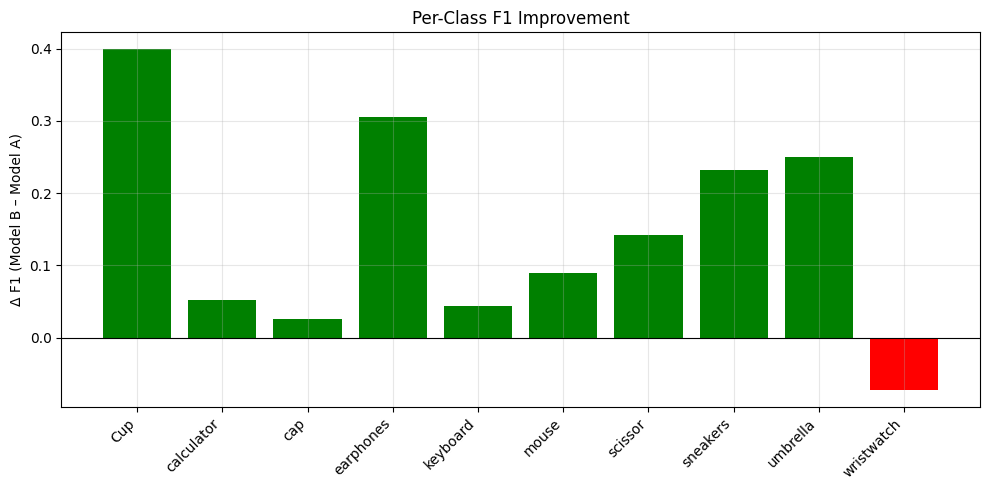 Per-Class F1 Improvement
Δ F1 (Model B – Model A)
0.4
0.3
0.2
0.1
0.0
Cup
calculator
cap
earphones
keyboard
mouse
scissor
sneakers
umbrella
wristwatch